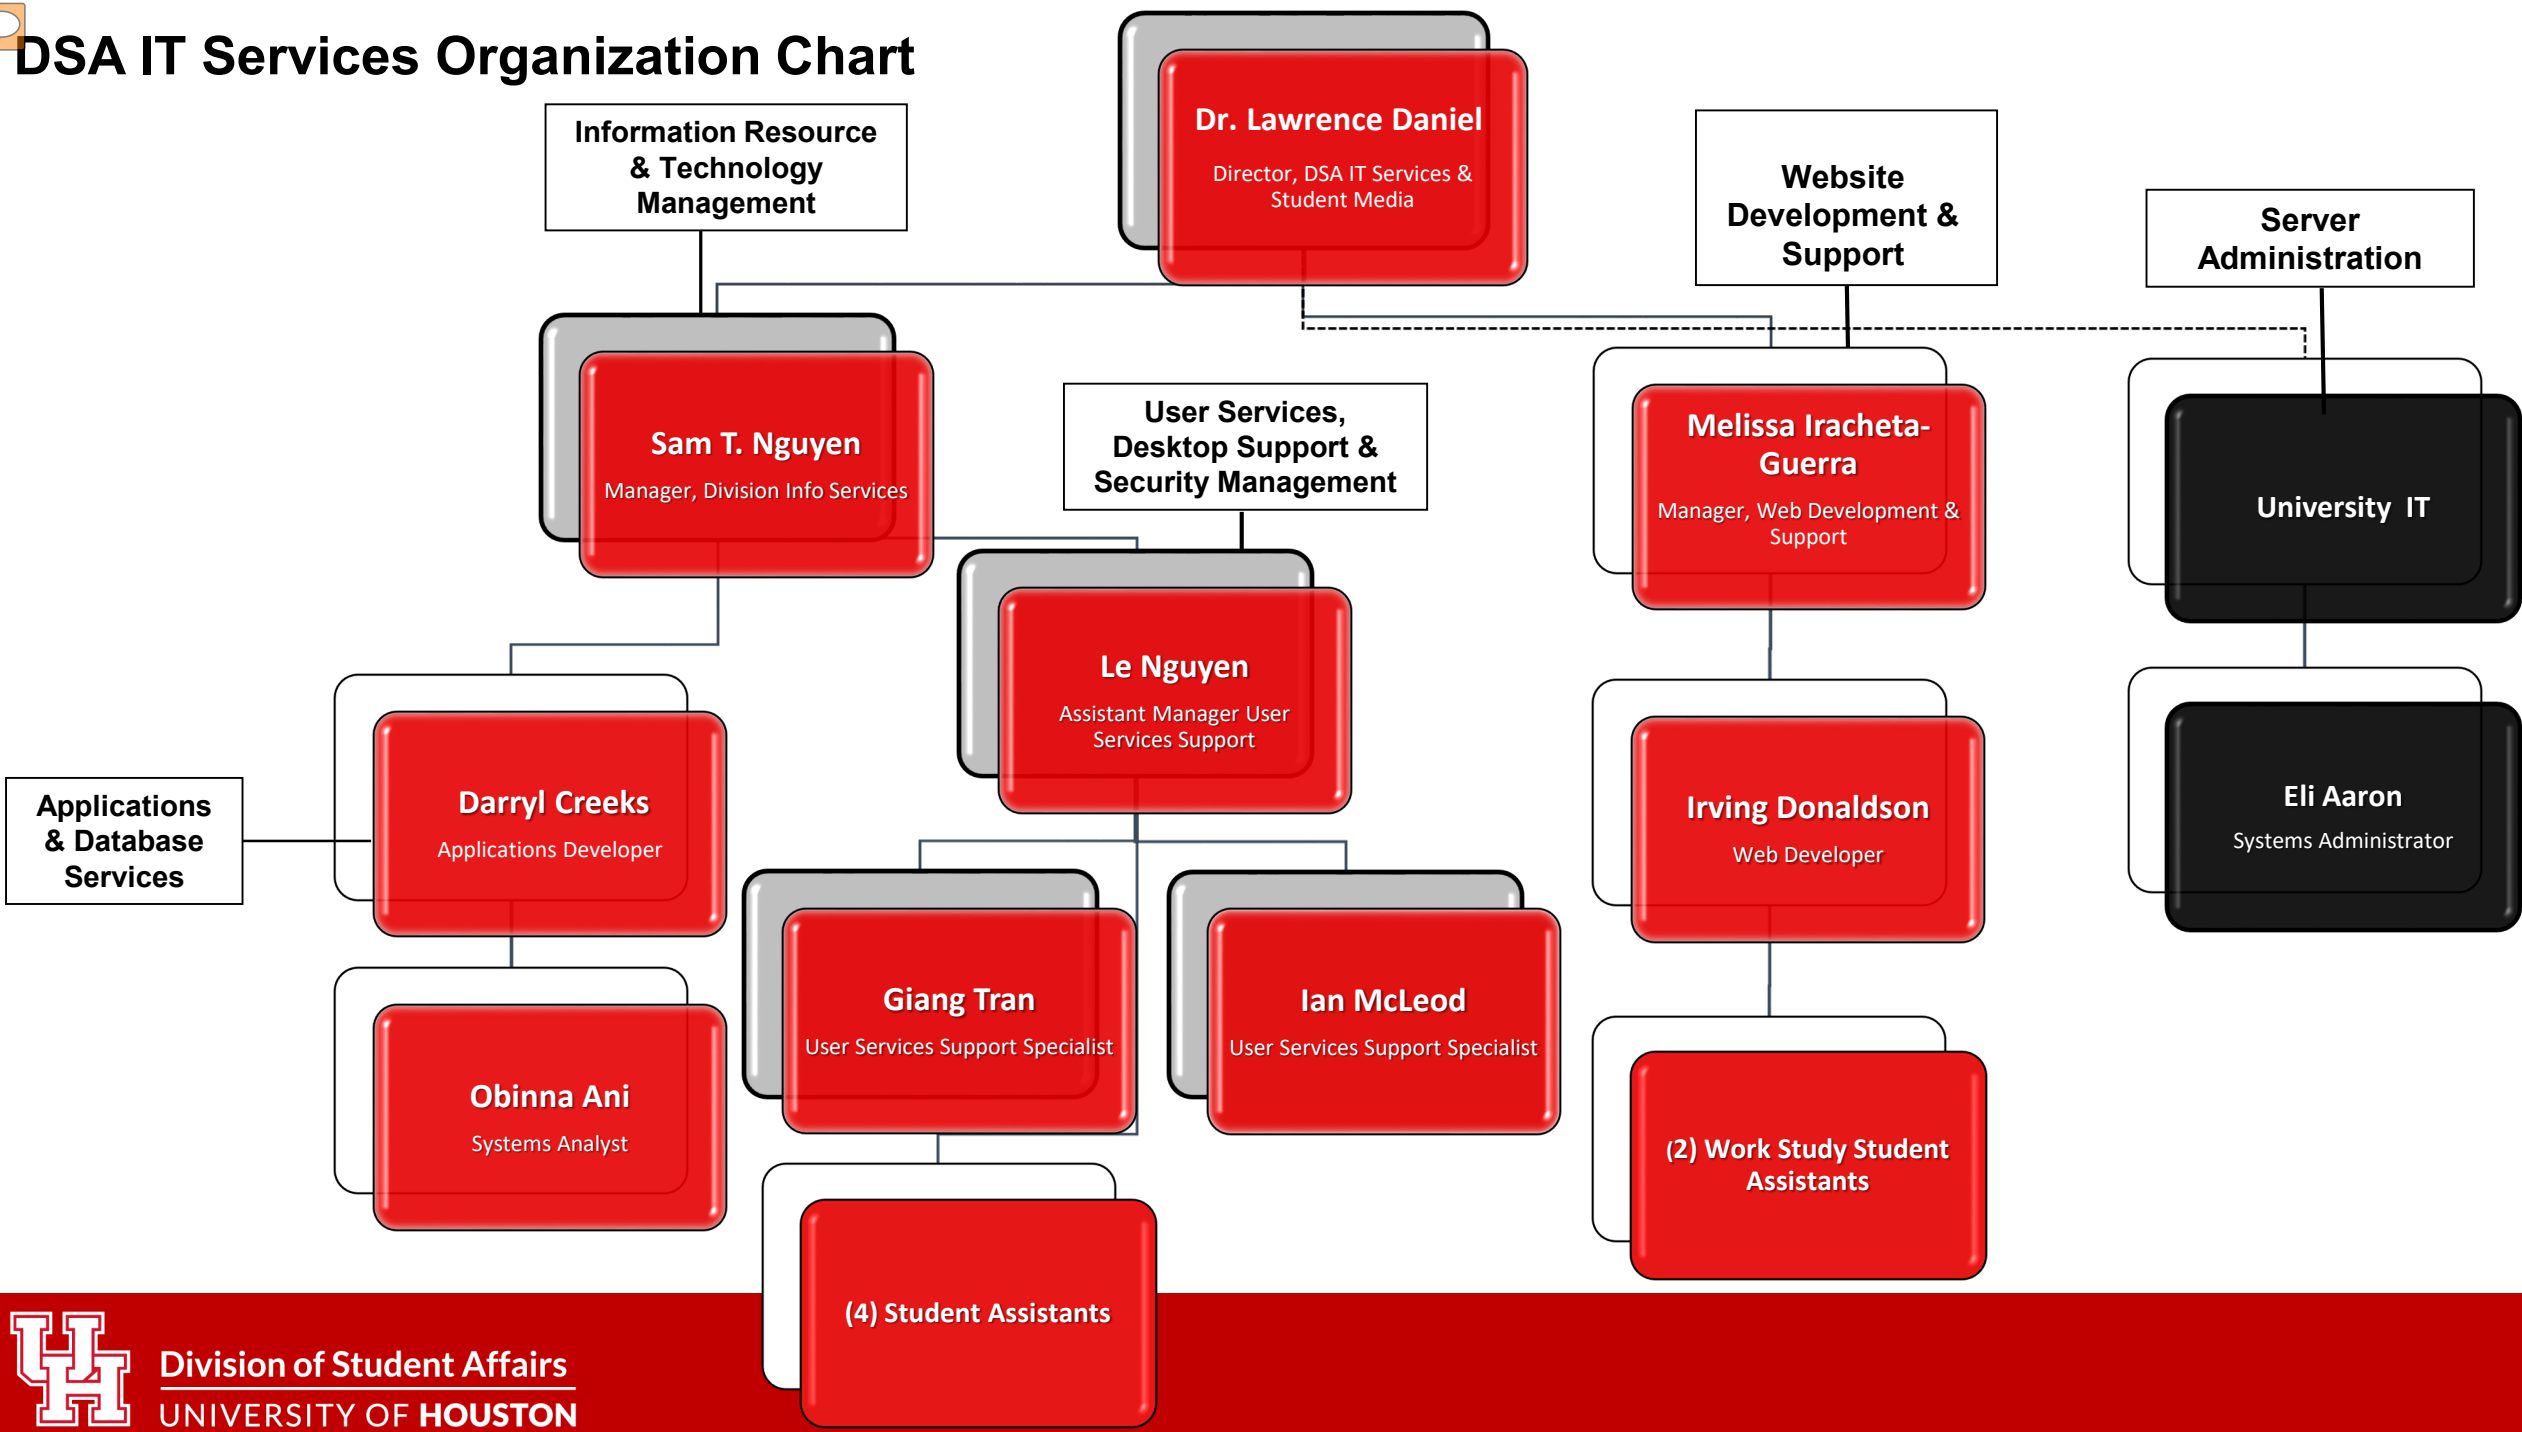 DSA IT Services Organization Chart
Dr. Lawrence Daniel
Director, DSA IT Services &
Student Media
Information Resource
& Technology
Management
Website
Development &
Support
Server
Administration
Sam T. Nguyen
Manager, Division Info Services
User Services,
Desktop Support &
Security Management
Melissa Iracheta-
Guerra
Manager, Web Development &
Support
University IT
Le Nguyen
Assistant Manager User
Services Support
Applications
& Database
Services
Darryl Creeks
Applications Developer
Irving Donaldson
Web Developer
Eli Aaron
Systems Administrator
Giang Tran
User Services Support Specialist
Ian McLeod
User Services Support Specialist
Obinna Ani
Systems Analyst
(2) Work Study Student
Assistants
(4) Student Assistants
UH
Division of Student Affairs
UNIVERSITY OF HOUSTON